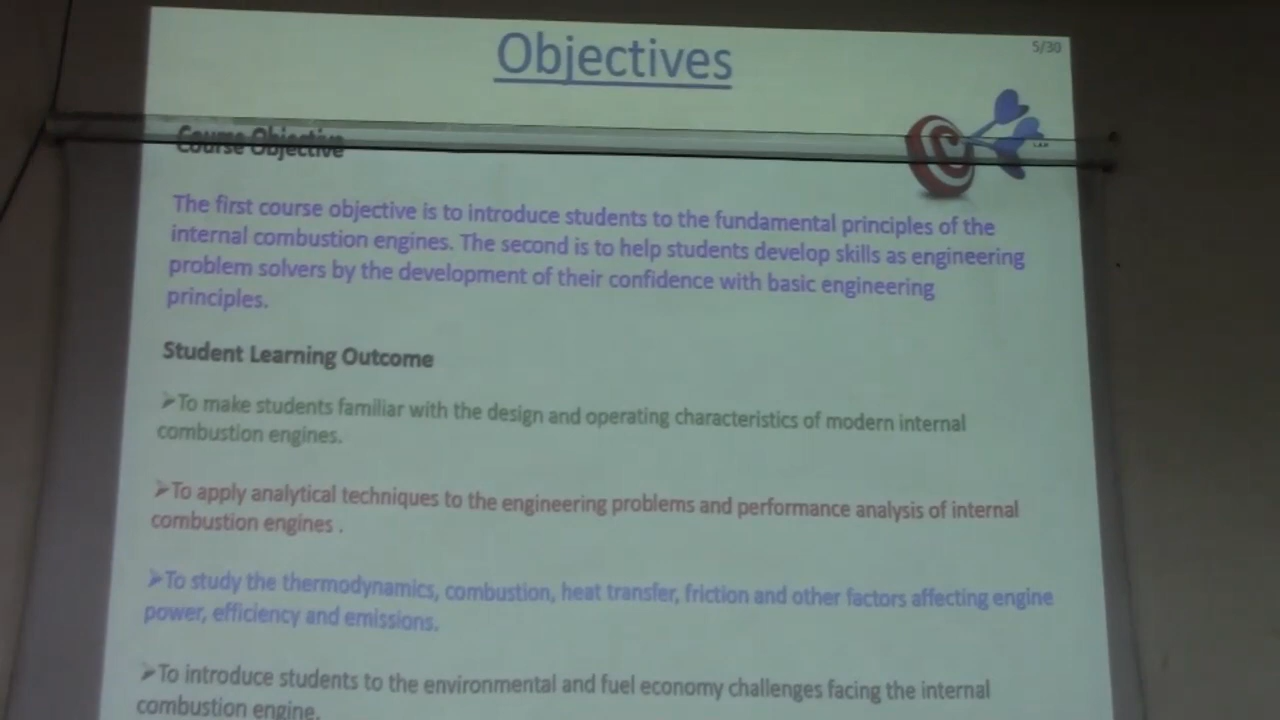 Objectives
5/30
Course Objective
The first course objective is to introduce students to the fundamental principles of the
internal combustion engines. The second is to help students develop skills as engineering
problem solvers by the development of their confidence with basic engineering
principles.
Student Learning Outcome
➢To make students familiar with the design and operating characteristics of modern internal
combustion engines.
➢To apply analytical techniques to the engineering problems and performance analysis of internal
combustion engines .
➢To study the thermodynamics, combustion, heat transfer, friction and other factors affecting engine
power, efficiency and emissions.
➢To introduce students to the environmental and fuel economy challenges facing the internal
combustion engine.